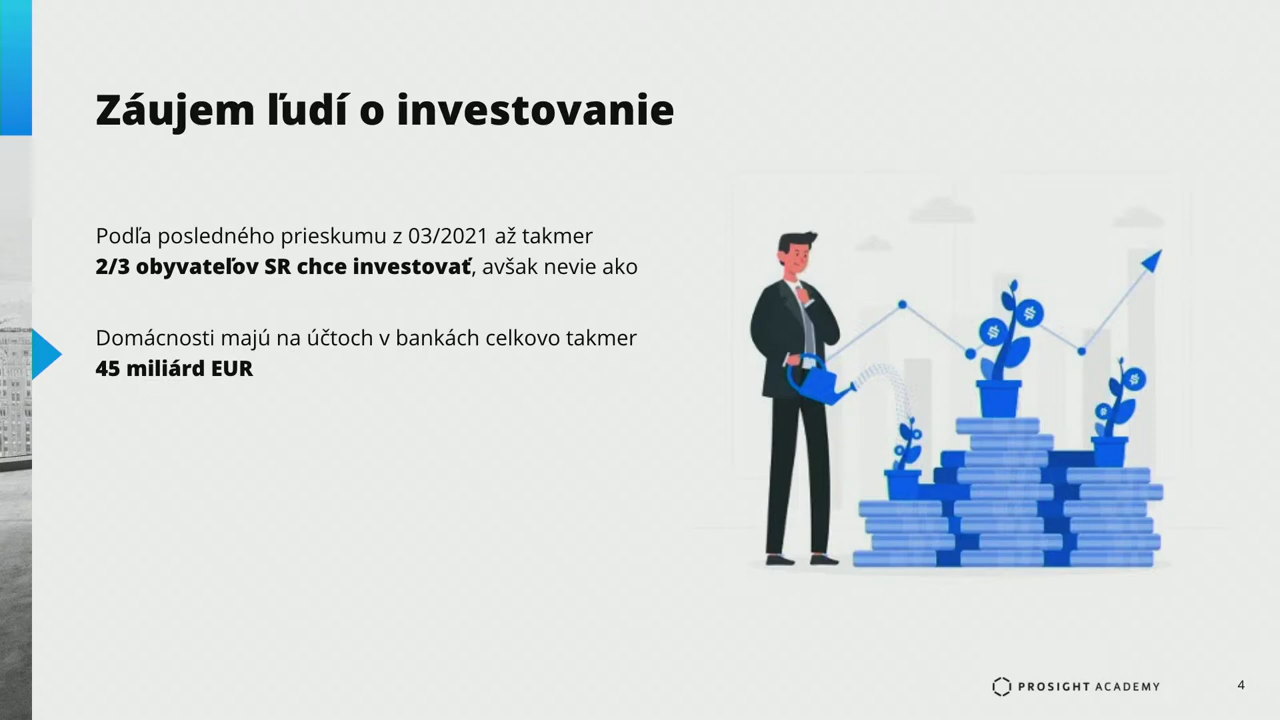 Záujem ľudí o investovanie
Podľa posledného prieskumu z 03/2021 až takmer
2/3 obyvateľov SR chce investovať, avšak nevie ako
Domácnosti majú na účtoch v bankách celkovo takmer
45 miliárd EUR
PROSIGHT ACADEMY
4